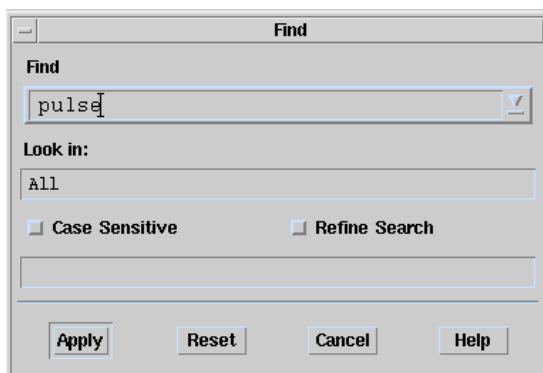 Find
Find
pulse
Look in:
All
Case Sensitive Refine Search
Apply Reset Cancel Help